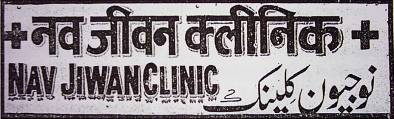 + नव जीवन क्लीनिक +
NAV JIWAN CLINIC نوجیون کلینک